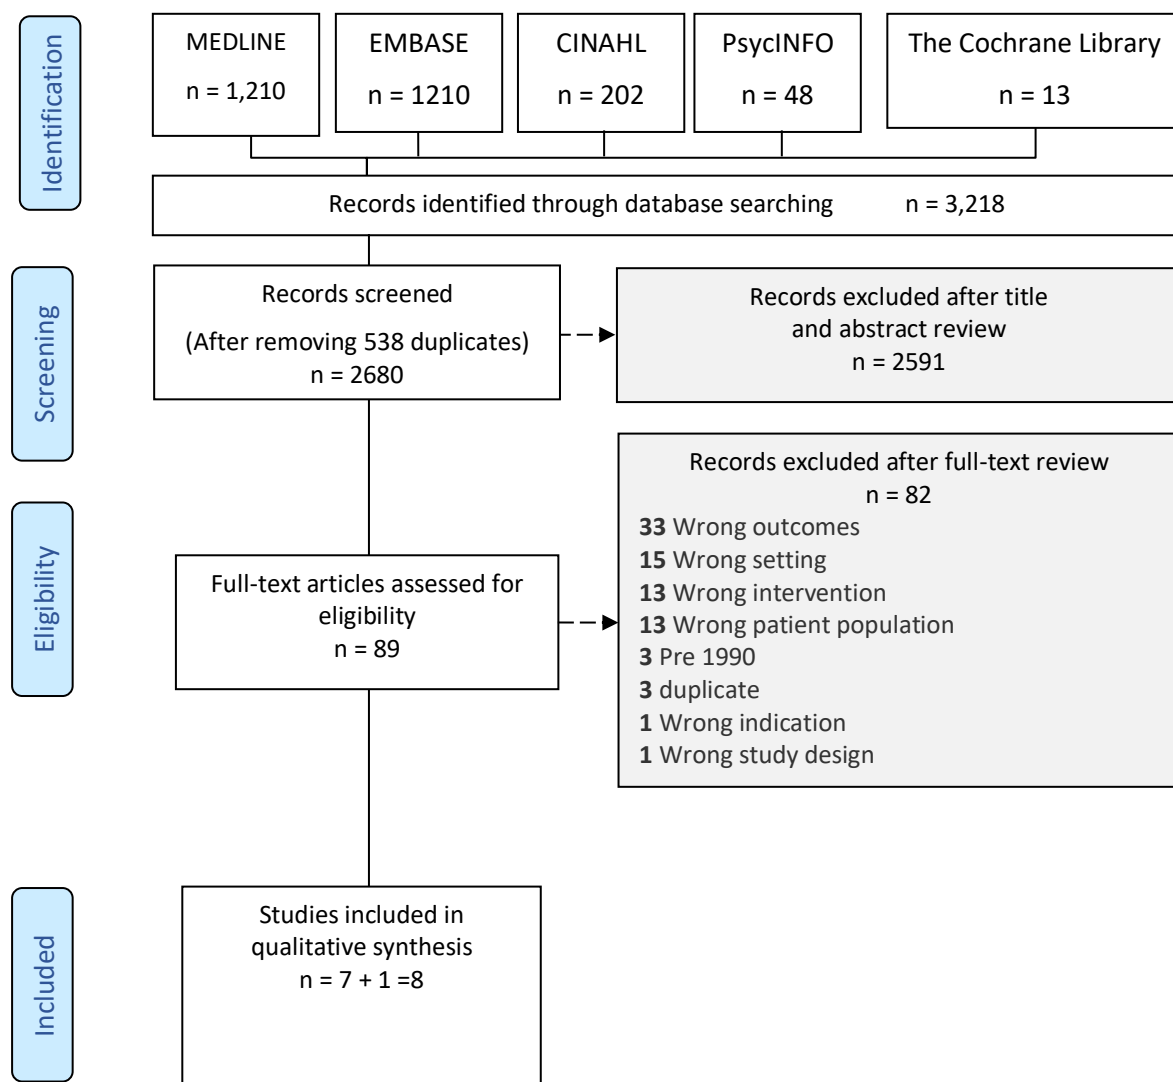 Identification
MEDLINE
n = 1,210
EMBASE
n = 1210
CINAHL
n = 202
PsycINFO
n = 48
The Cochrane Library
n = 13
Records identified through database searching n = 3,218
Screening
Records screened
(After removing 538 duplicates)
n = 2680
Records excluded after title
and abstract review
n = 2591
Eligibility
Full-text articles assessed for
eligibility
n = 89
Records excluded after full-text review
n = 82
33 Wrong outcomes
15 Wrong setting
13 Wrong intervention
13 Wrong patient population
3 Pre 1990
3 duplicate
1 Wrong indication
1 Wrong study design
Included
Studies included in
qualitative synthesis
n = 7 + 1 =8